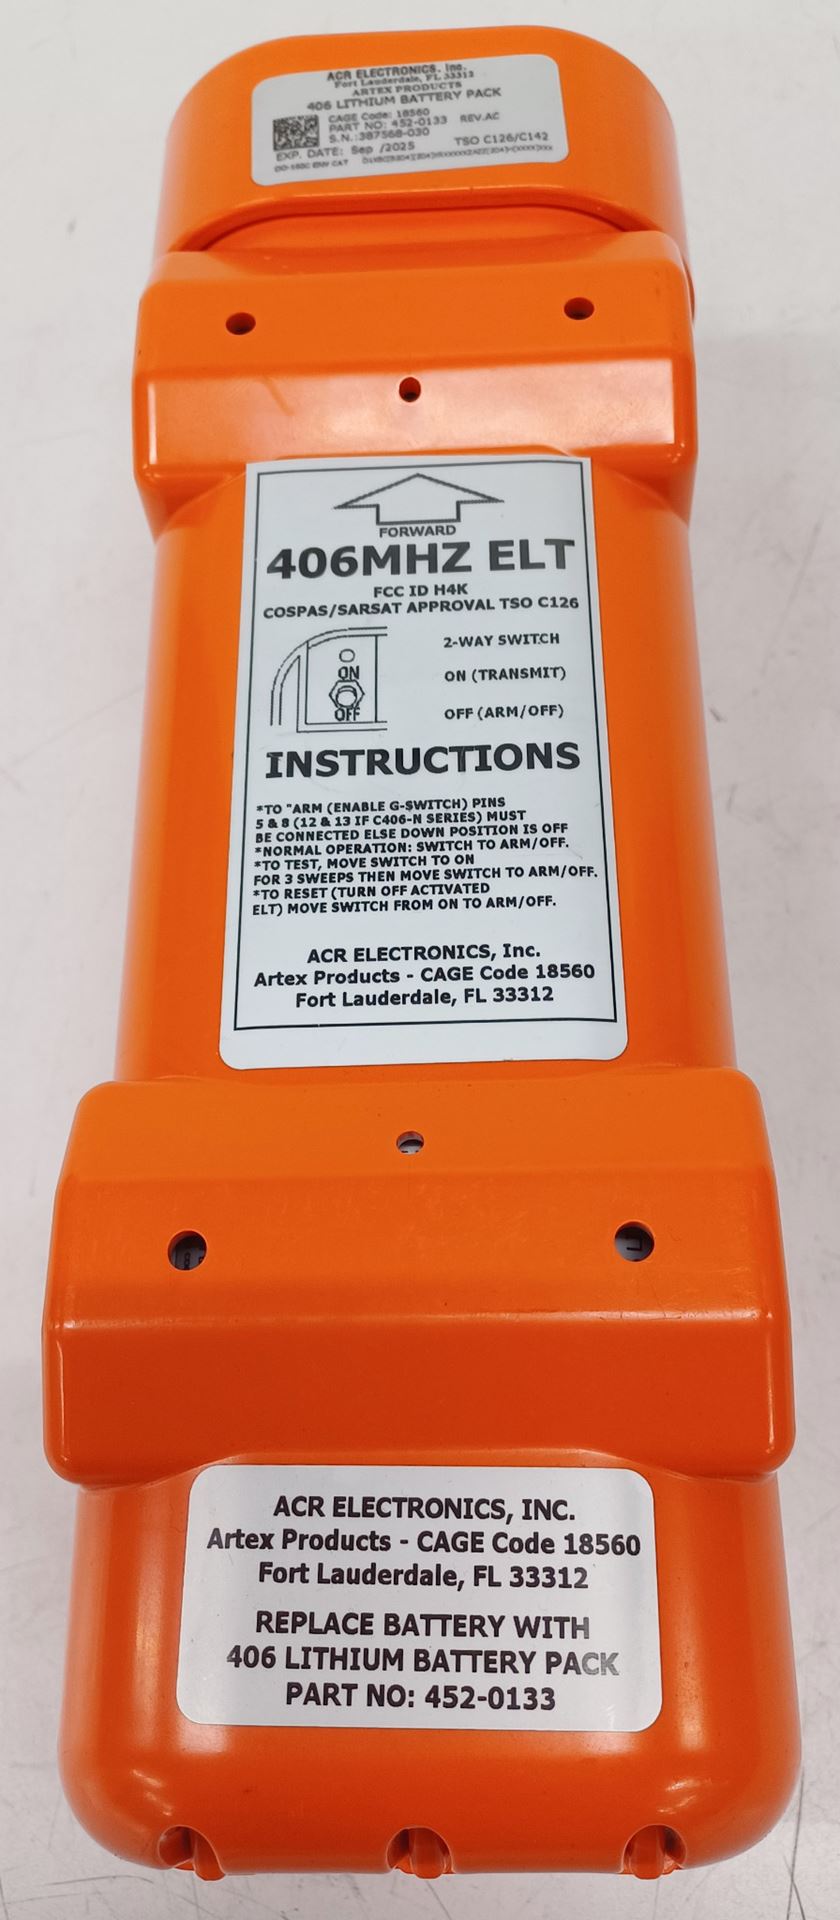 ACR ELECTRONICS, Inc.
Fort Lauderdale, FL 33312
ARTEX PRODUCTS
406 LITHIUM BATTERY PACK
CAGE Code: 18560
PART NO: 452-0133 REV.AC
S.N.:387568-030
EXP. DATE: Sep /2025 TSO C126/C142
DO-160C ENV CAT
FORWARD
406MHZ ELT
FCC ID H4K
COSPAS/SARSAT APPROVAL TSO C126
2-WAY SWITCH
ON
ON (TRANSMIT)
OFF
OFF (ARM/OFF)
INSTRUCTIONS
*TO "ARM (ENABLE G-SWITCH) PINS
5 & 8 (12 & 13 IF C406-N SERIES) MUST
BE CONNECTED ELSE DOWN POSITION IS OFF
*NORMAL OPERATION: SWITCH TO ARM/OFF.
*TO TEST, MOVE SWITCH TO ON
FOR 3 SWEEPS THEN MOVE SWITCH TO ARM/OFF.
*TO RESET (TURN OFF ACTIVATED
ELT) MOVE SWITCH FROM ON TO ARM/OFF.
ACR ELECTRONICS, Inc.
Artex Products - CAGE Code 18560
Fort Lauderdale, FL 33312
ACR ELECTRONICS, INC.
Artex Products - CAGE Code 18560
Fort Lauderdale, FL 33312
REPLACE BATTERY WITH
406 LITHIUM BATTERY PACK
PART NO: 452-0133